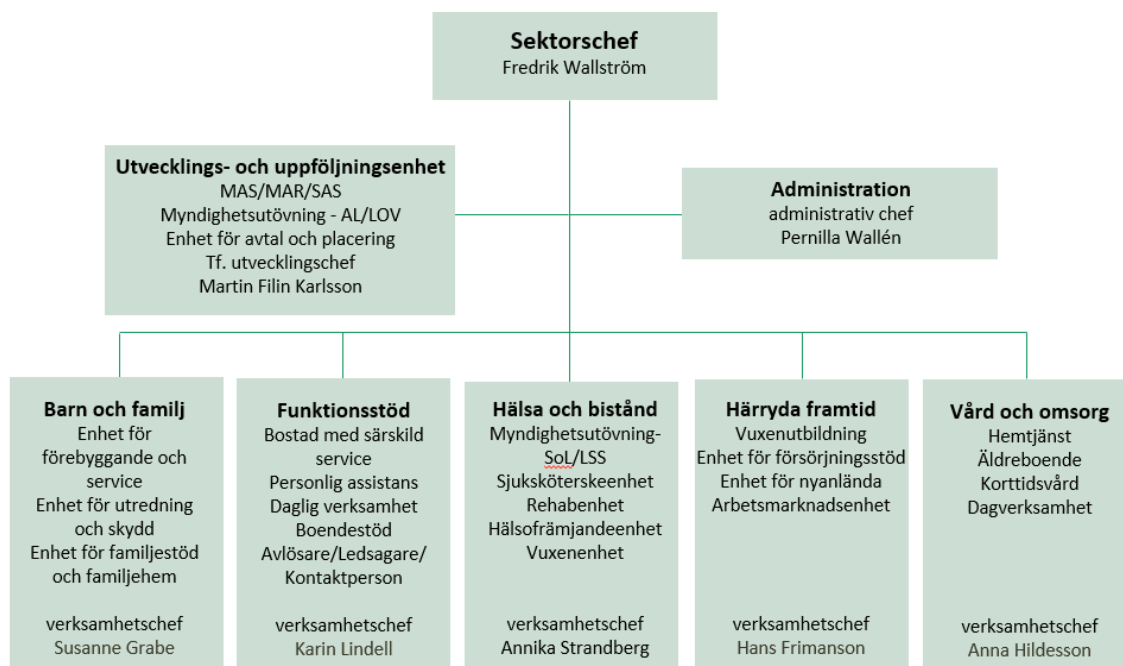 Sektorschef
Fredrik Wallström
Utvecklings- och uppföljningsenhet
MAS/MAR/SAS
Myndighetsutövning - AL/LOV
Enhet för avtal och placering
Tf. utvecklingschef
Martin Filin Karlsson
Administration
administrativ chef
Pernilla Wallén
Barn och familj
Enhet för
förebyggande och
service
Enhet för utredning
och skydd
Enhet för familjestöd
och familjehem
verksamhetschef
Susanne Grabe
Funktionsstöd
Bostad med särskild
service
Personlig assistans
Daglig verksamhet
Boendestöd
Avlösare/Ledsagare/
Kontaktperson
verksamhetschef
Karin Lindell
Hälsa och bistånd
Myndighetsutövning-
SoL/LSS
Sjuksköterskeenhet
Rehabenhet
Hälsofrämjandeenhet
Vuxenenhet
verksamhetschef
Annika Strandberg
Härryda framtid
Vuxenutbildning
Enhet för försörjningsstöd
Enhet för nyanlända
Arbetsmarknadsenhet
verksamhetschef
Hans Frimanson
Vård och omsorg
Hemtjänst
Äldreboende
Korttidsvård
Dagverksamhet
verksamhetschef
Anna Hildesson